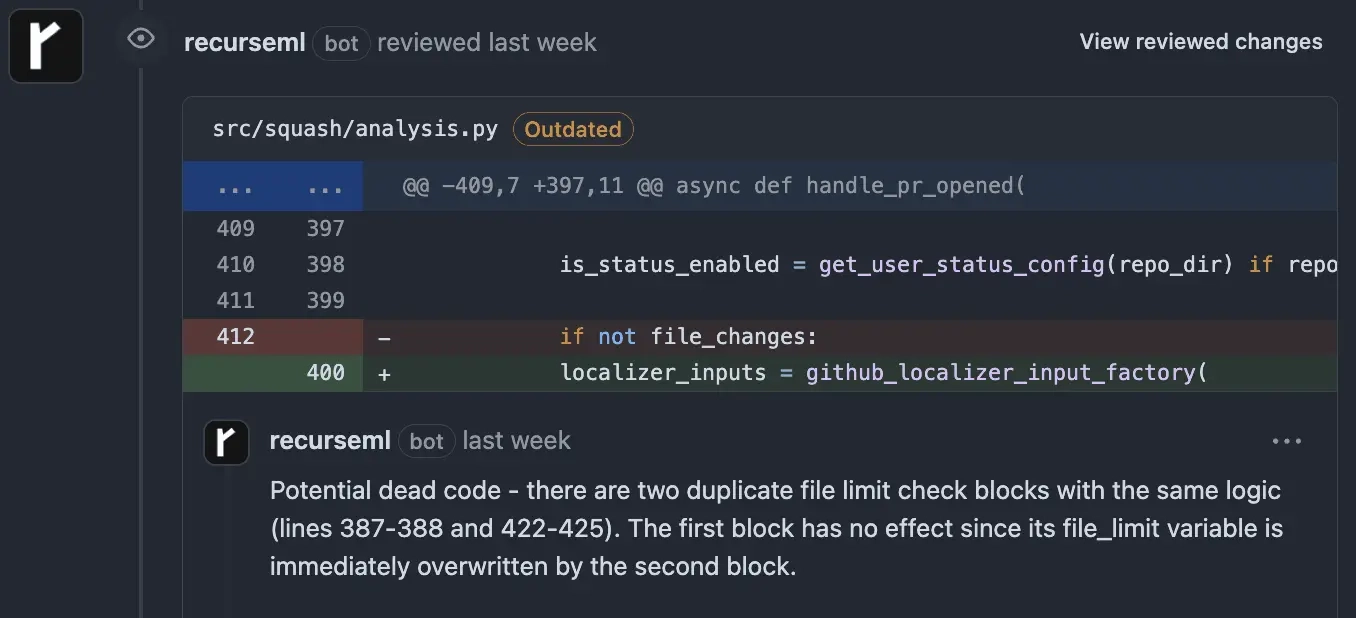 recurseml bot reviewed last week View reviewed changes
src/squash/analysis.py Outdated
... ... @@ -409,7 +397,11 @@ async def handle_pr_opened(
409 397
410 398 is_status_enabled = get_user_status_config(repo_dir) if repo
411 399
412 - if not file_changes:
400 + localizer_inputs = github_localizer_input_factory(
recurseml bot last week ...
Potential dead code - there are two duplicate file limit check blocks with the same logic
(lines 387-388 and 422-425). The first block has no effect since its file_limit variable is
immediately overwritten by the second block.